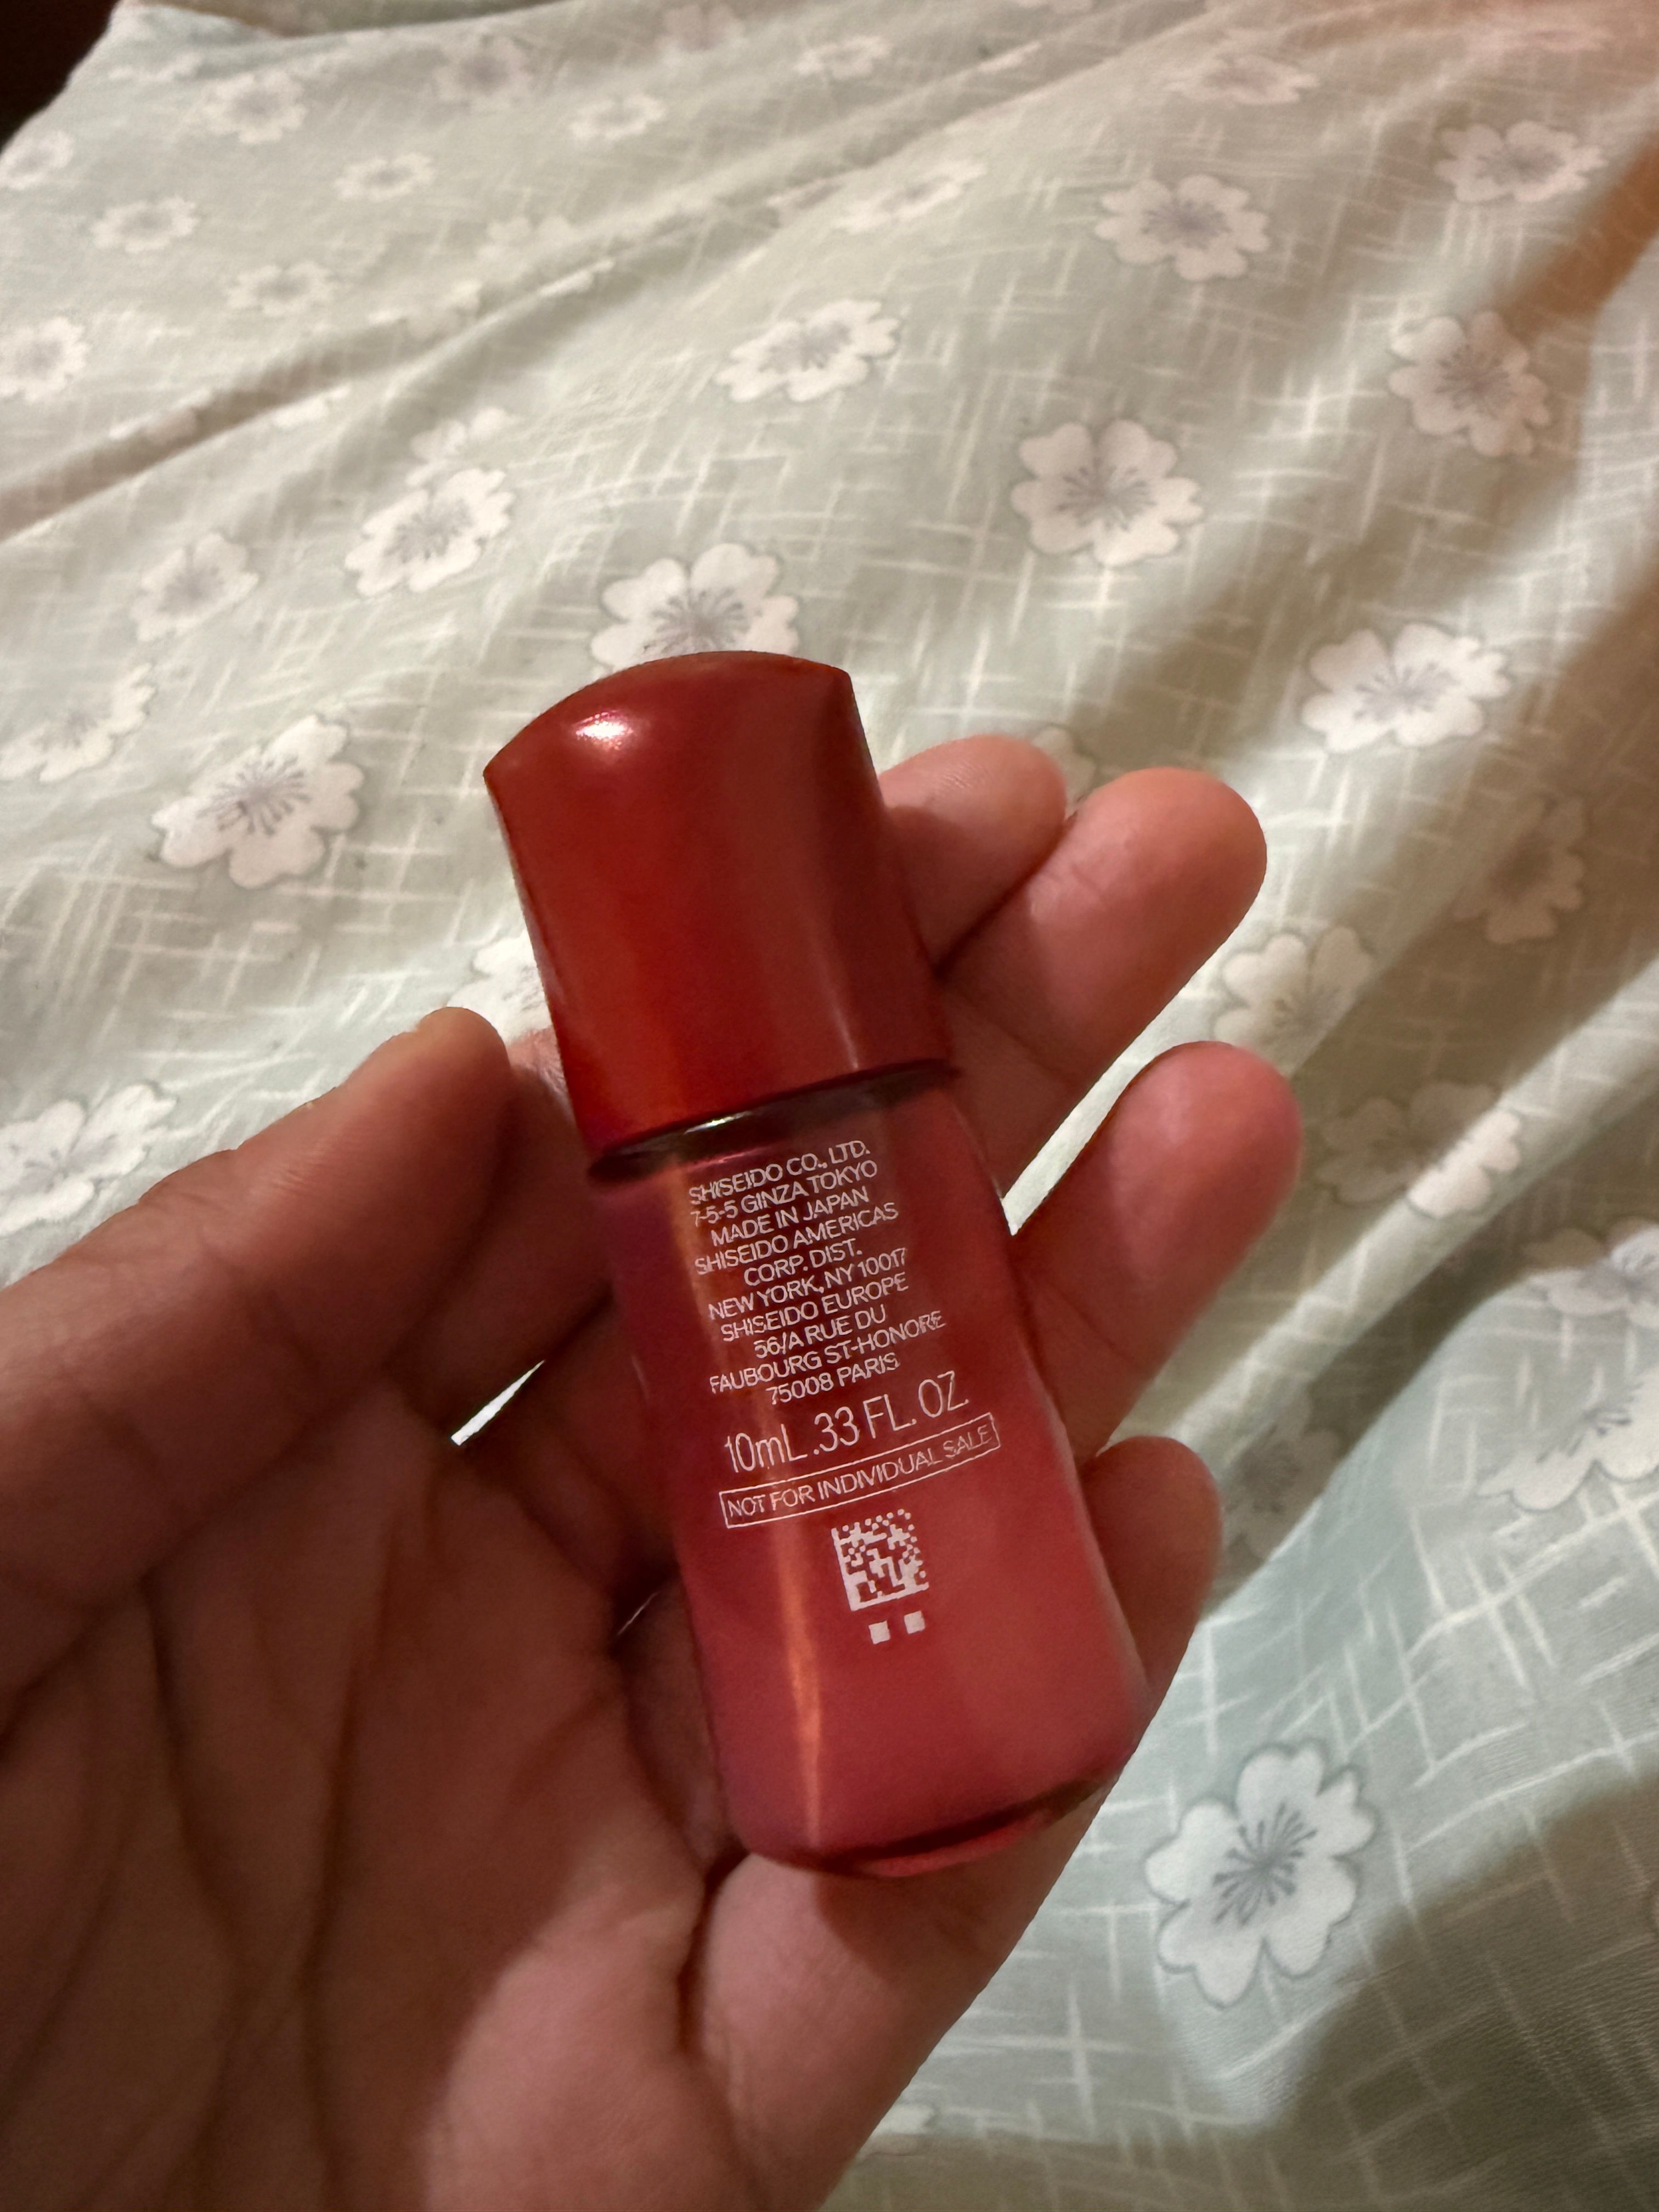 SHISEIDO CO., LTD.
7-5-5 GINZA TOKYO
MADE IN JAPAN
SHISEIDO AMERICAS
CORP. DIST.
NEW YORK, NY 10017
SHISEIDO EUROPE
56/A RUE DU
FAUBOURG ST-HONORE
75008 PARIS
10mL .33 FL. OZ.
NOT FOR INDIVIDUAL SALE